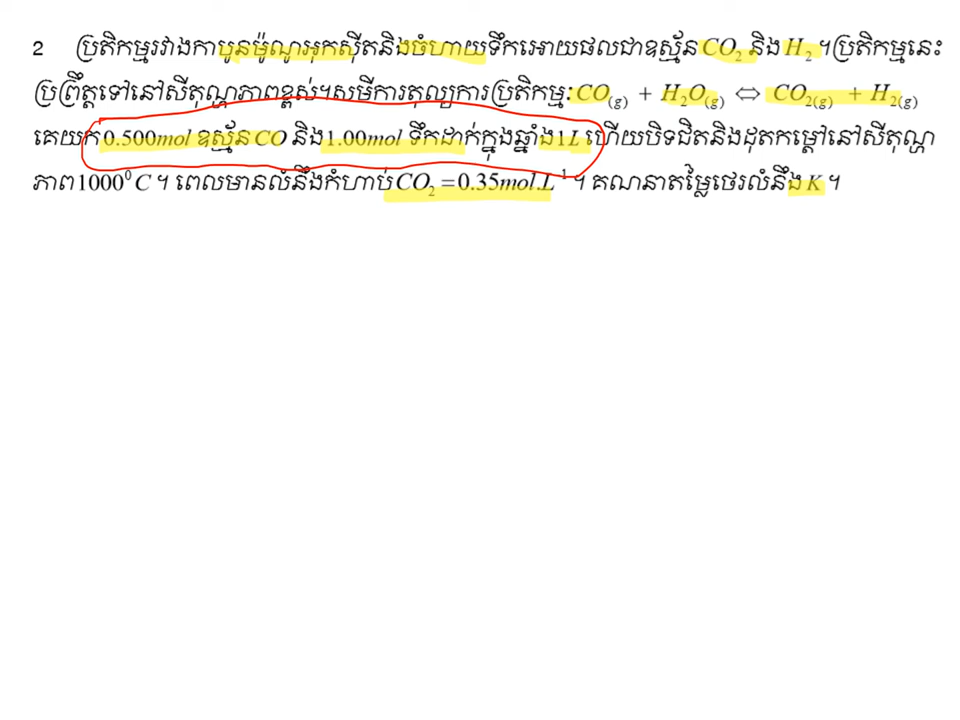 2 ប្រតិកម្មរវាងកាបូនម៉ូណូអុកស៊ីតនិងចំហាយទឹកអោយផលជាឧស្ម័ន CO₂ និង H₂ ។ប្រតិកម្មនេះ
ប្រព្រឹត្តទៅនៅសីតុណ្ហភាពខ្ពស់។សមីការតុល្យការប្រតិកម្ម: CO(g) + H₂O(g) ⇔ CO₂(g) + H₂(g)
គេយក 0.500mol ឧស្ម័ន CO និង 1.00mol ទឹកដាក់ក្នុងឆ្នាំង 1L ហើយបិទជិតនិងដុតកម្ដៅនៅសីតុណ្ហ
ភាព 1000⁰C ។ ពេលមានលំនឹងកំហាប់ CO₂ = 0.35mol.L⁻¹ ។ គណនាតម្លៃថេរលំនឹង K ។